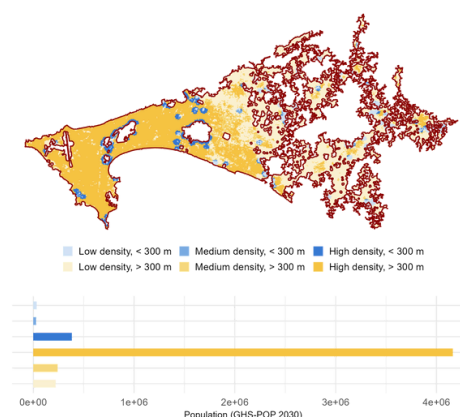 Low density, < 300 m Medium density, < 300 m High density, < 300 m
Low density, > 300 m Medium density, > 300 m High density, > 300 m
0e+00 1e+06 2e+06 3e+06 4e+06
Population (GHS-POP 2030)